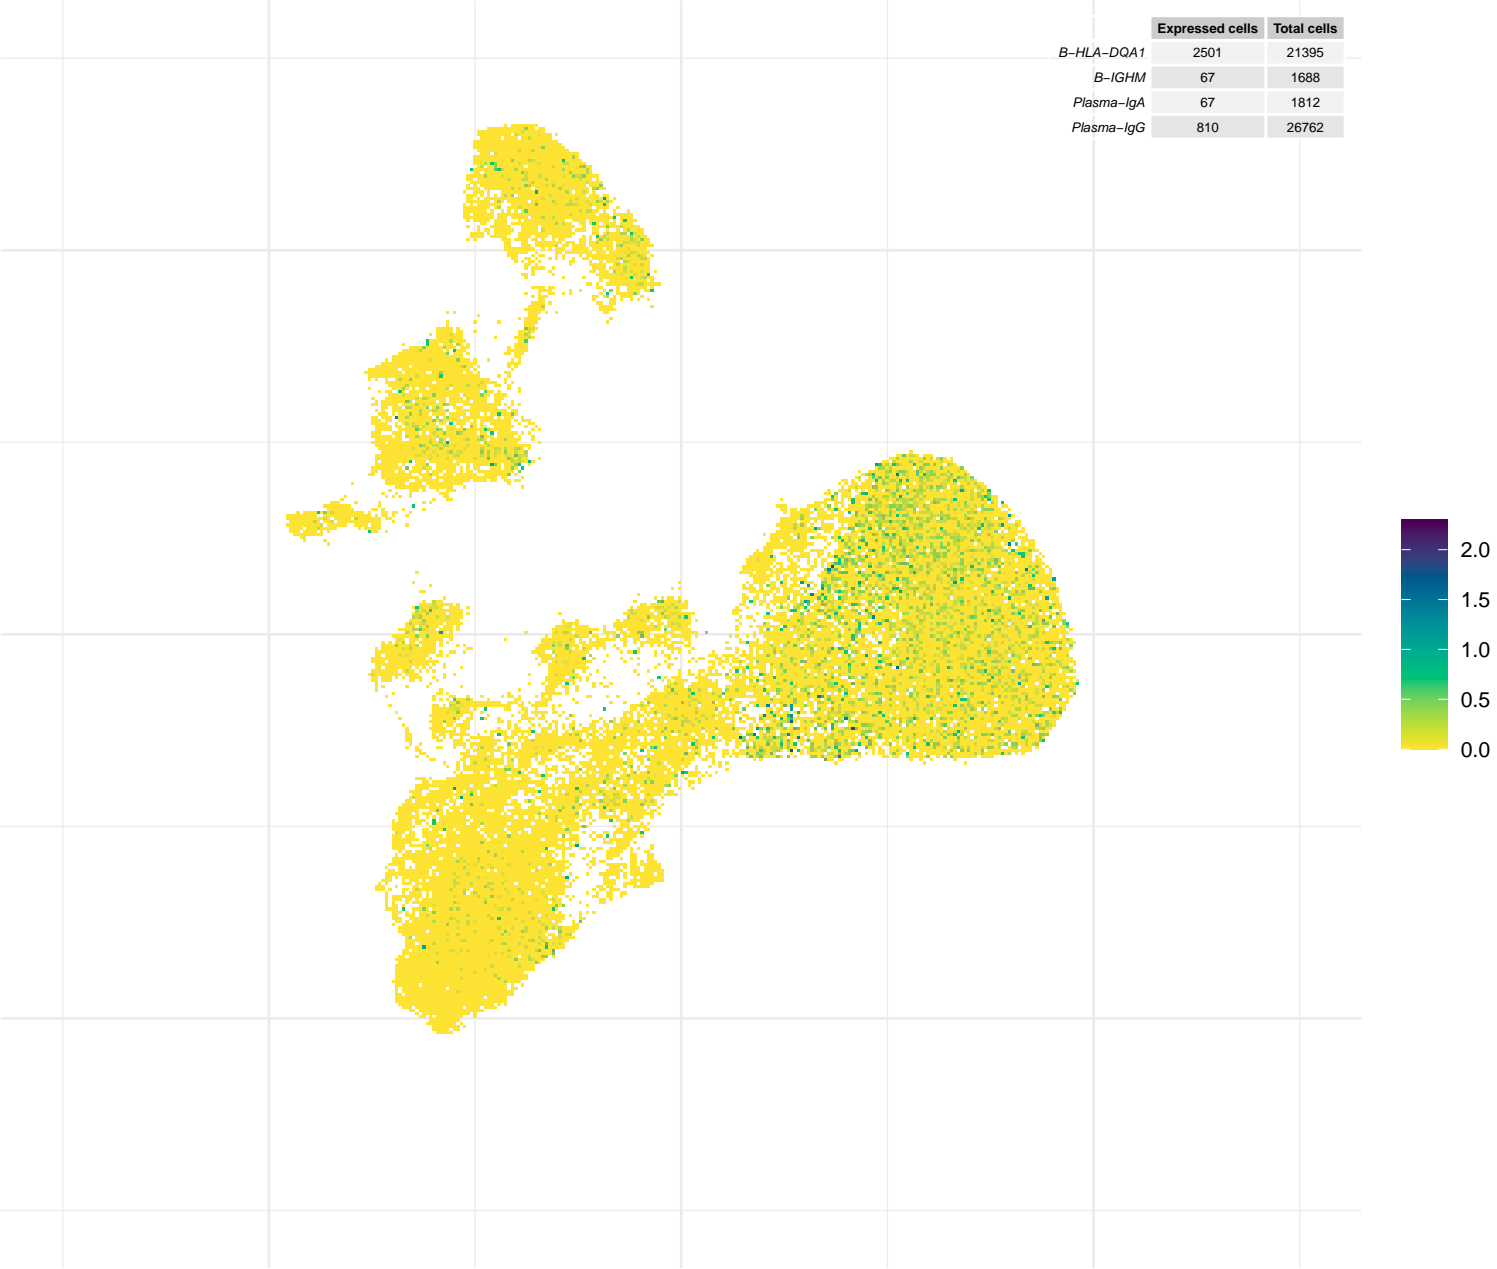 Expressed cells Total cells
B−HLA−DQA1 2501 21395
B−IGHM 67 1688
Plasma−IgA 67 1812
Plasma−IgG 810 26762
2.0
1.5
1.0
0.5
0.0